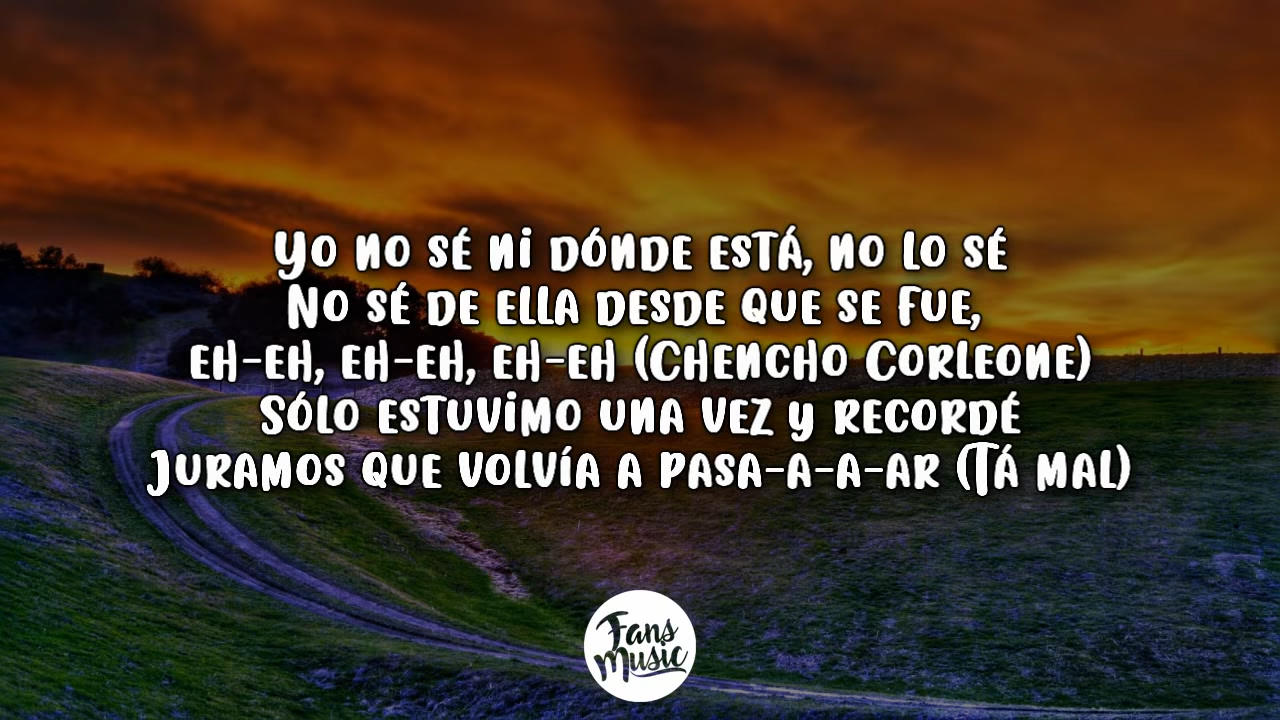 Yo no sé ni dónde está, no lo sé
No sé de ella desde que se fue,
eh-eh, eh-eh, eh-eh (Chencho Corleone)
Sólo estuvimo una vez y recordé
Juramos que volvía a pasa-a-a-ar (Tá mal)
Fans
Music